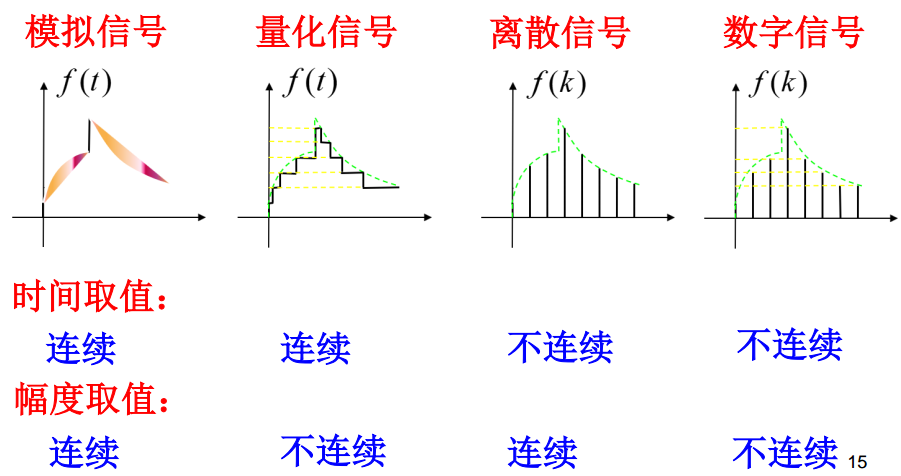 模拟信号 量化信号 离散信号 数字信号
f(t) f(t) f(k) f(k)
时间取值：
连续 连续 不连续 不连续
幅度取值：
连续 不连续 连续 不连续 15